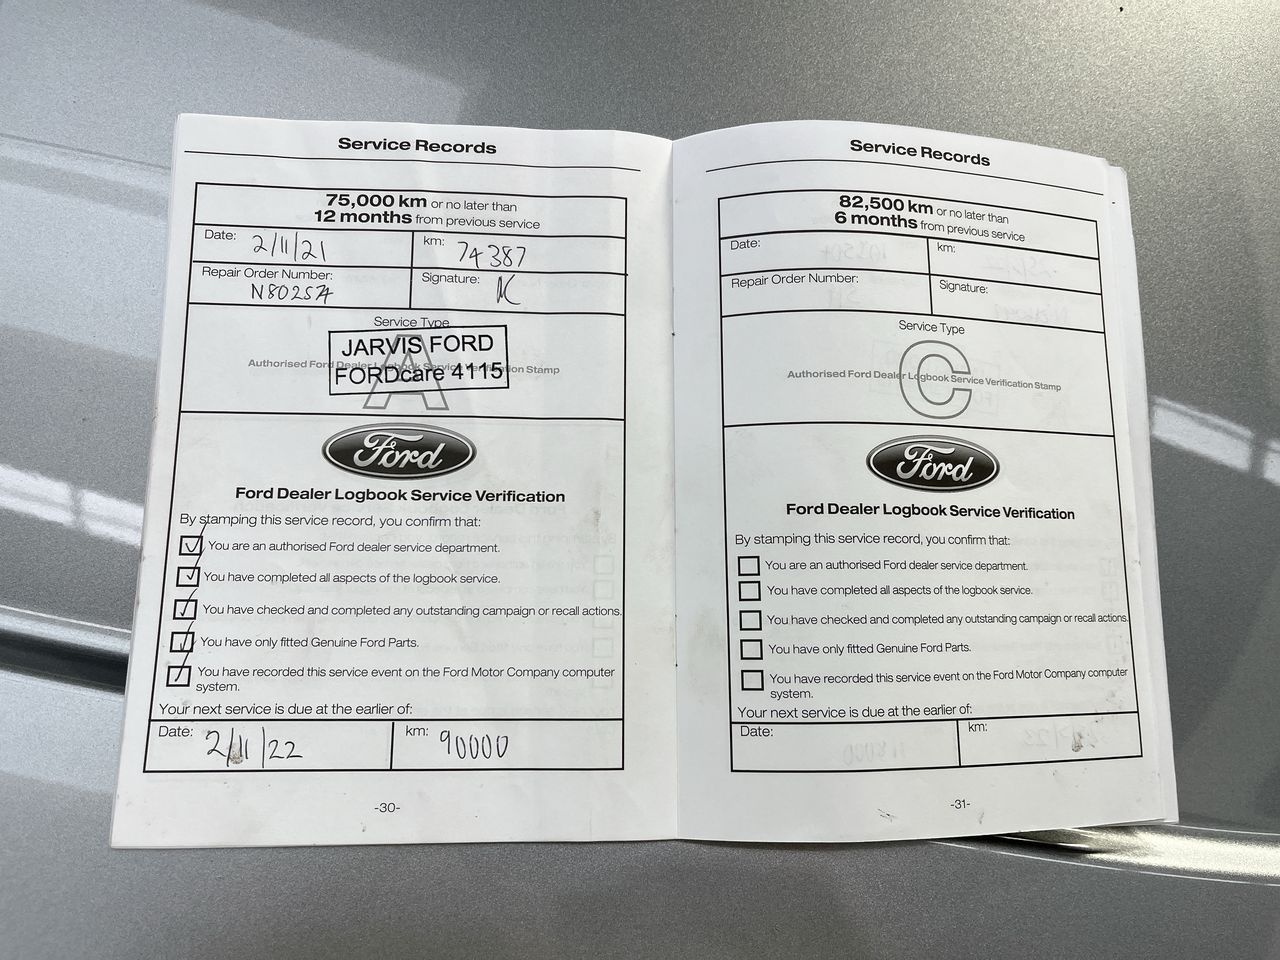 Service Records
75,000 km or no later than
12 months from previous service
Date: 2/11/21
km: 74387
Repair Order Number:
N80257A
Signature:
Service Type
A
JARVIS FORD
FORDcare 4115
Authorised Ford Dealer Logbook Service Verification Stamp
Ford
Ford Dealer Logbook Service Verification
By stamping this service record, you confirm that:
You are an authorised Ford dealer service department.
You have completed all aspects of the logbook service.
You have checked and completed any outstanding campaign or recall actions.
You have only fitted Genuine Ford Parts.
You have recorded this service event on the Ford Motor Company computer
system.
Your next service is due at the earlier of:
Date: 2/11/22
km: 90000
-30-
Service Records
82,500 km or no later than
6 months from previous service
Date:
km:
Repair Order Number:
Signature:
Service Type
C
Authorised Ford Dealer Logbook Service Verification Stamp
Ford
Ford Dealer Logbook Service Verification
By stamping this service record, you confirm that:
You are an authorised Ford dealer service department.
You have completed all aspects of the logbook service.
You have checked and completed any outstanding campaign or recall actions.
You have only fitted Genuine Ford Parts.
You have recorded this service event on the Ford Motor Company computer
system.
Your next service is due at the earlier of:
Date:
km:
-31-